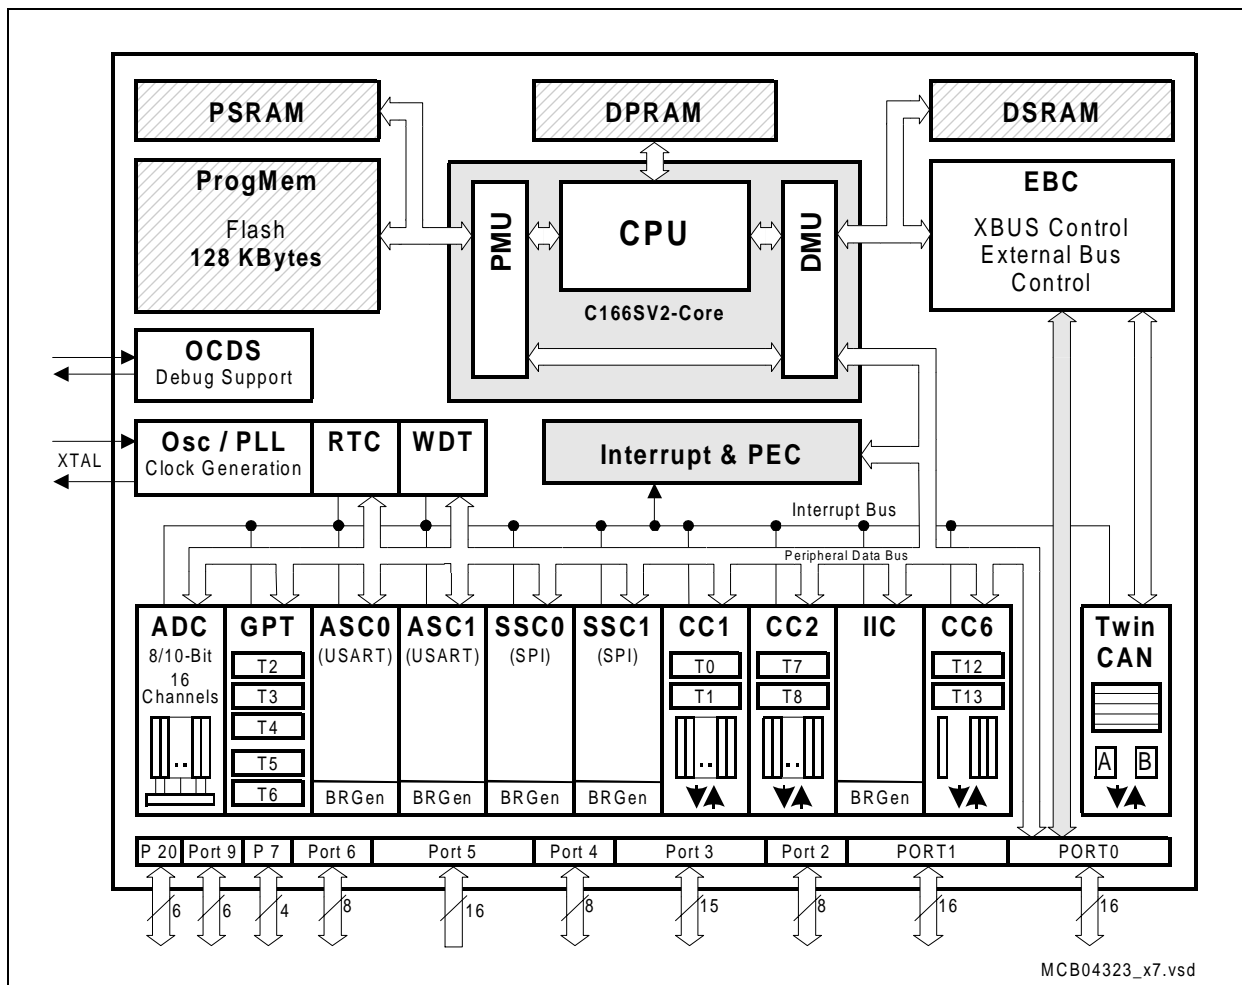 PSRAM
DPRAM
DSRAM
ProgMem
Flash
128 KBytes
PMU
CPU
DMU
C166SV2-Core
EBC
XBUS Control
External Bus
Control
OCDS
Debug Support
Osc / PLL
Clock Generation
RTC
WDT
Interrupt & PEC
XTAL
Interrupt Bus
Peripheral Data Bus
ADC
8/10-Bit
16
Channels
GPT
T2
T3
T4
T5
T6
ASC0
(USART)
BRGen
ASC1
(USART)
BRGen
SSC0
(SPI)
BRGen
SSC1
(SPI)
BRGen
CC1
T0
T1
CC2
T7
T8
IIC
BRGen
CC6
T12
T13
Twin
CAN
A
B
P 20
Port 9
P 7
Port 6
Port 5
Port 4
Port 3
Port 2
PORT1
PORT0
6
6
4
8
16
8
15
8
16
16
MCB04323_x7.vsd